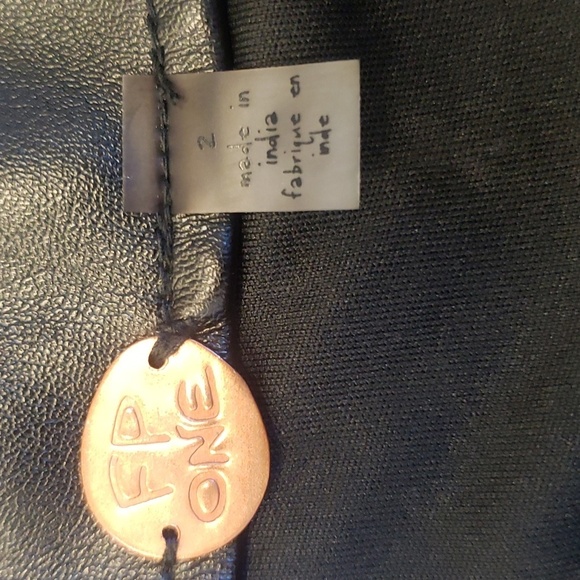 2
made in
india
fabrique en
inde
FP
ONE